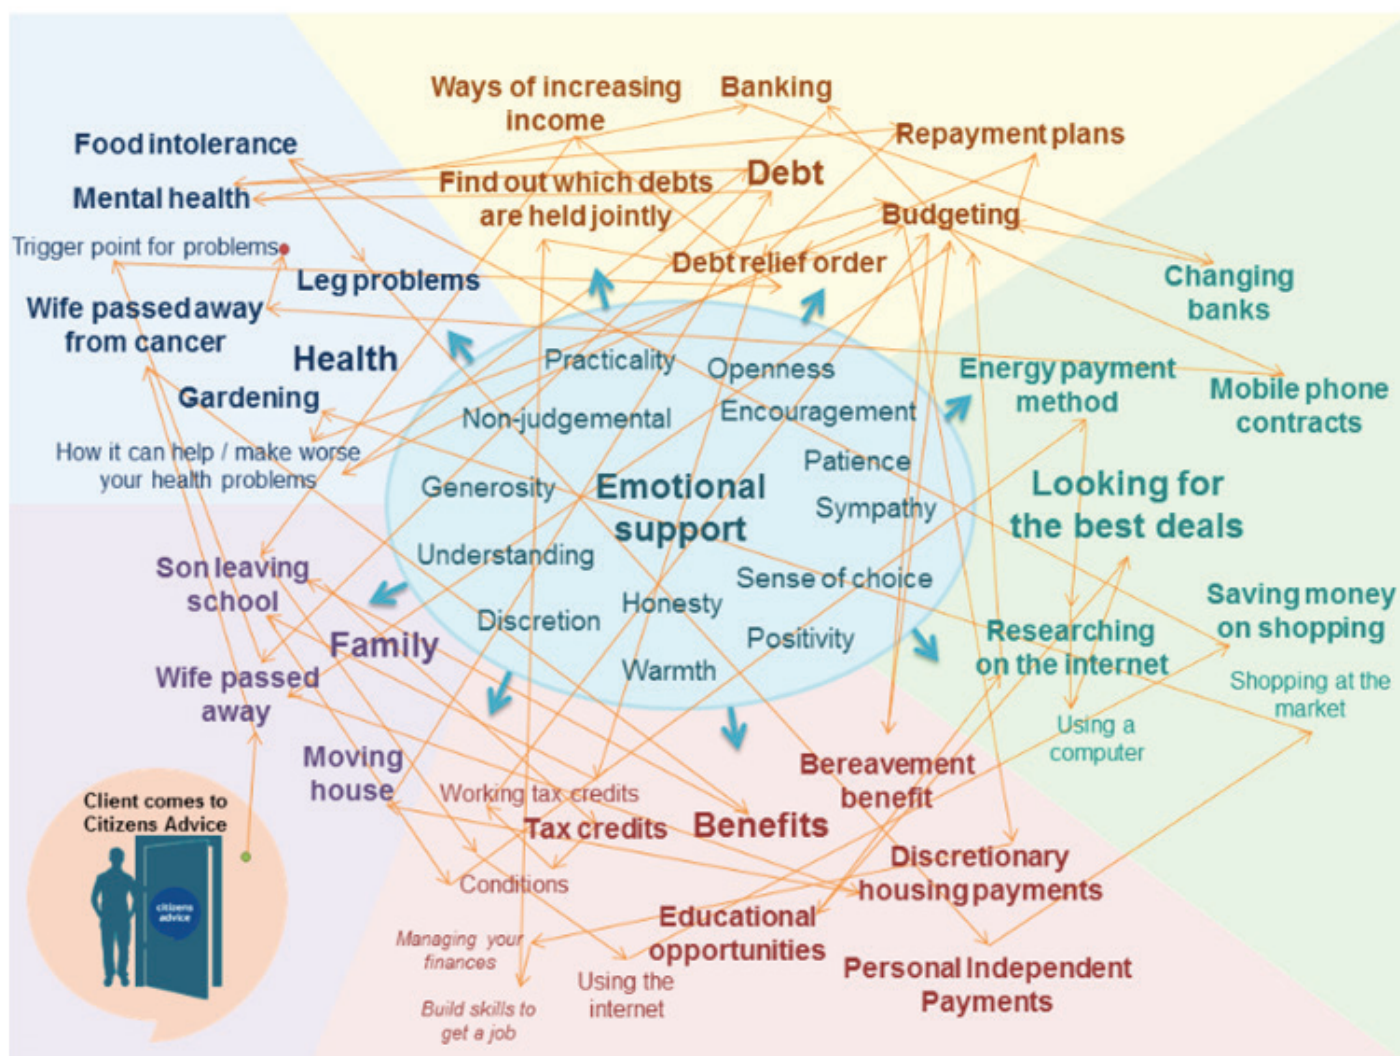 Ways of increasing
income
Banking
Repayment plans
Find out which debts
are held jointly
Debt
Budgeting
Debt relief order
Food intolerance
Mental health
Trigger point for problems
Leg problems
Wife passed away
from cancer
Health
Gardening
How it can help / make worse
your health problems
Changing
banks
Energy payment
method
Mobile phone
contracts
Looking for
the best deals
Saving money
on shopping
Researching
on the internet
Shopping at the
market
Using a
computer
Practicality
Openness
Non-judgemental
Encouragement
Patience
Generosity
Emotional
support
Sympathy
Understanding
Sense of choice
Honesty
Discretion
Positivity
Warmth
Son leaving
school
Family
Wife passed
away
Moving
house
Client comes to
Citizens Advice
citizens
advice
Working tax credits
Tax credits
Benefits
Bereavement
benefit
Conditions
Discretionary
housing payments
Educational
opportunities
Managing your
finances
Using the
internet
Build skills to
get a job
Personal Independent
Payments